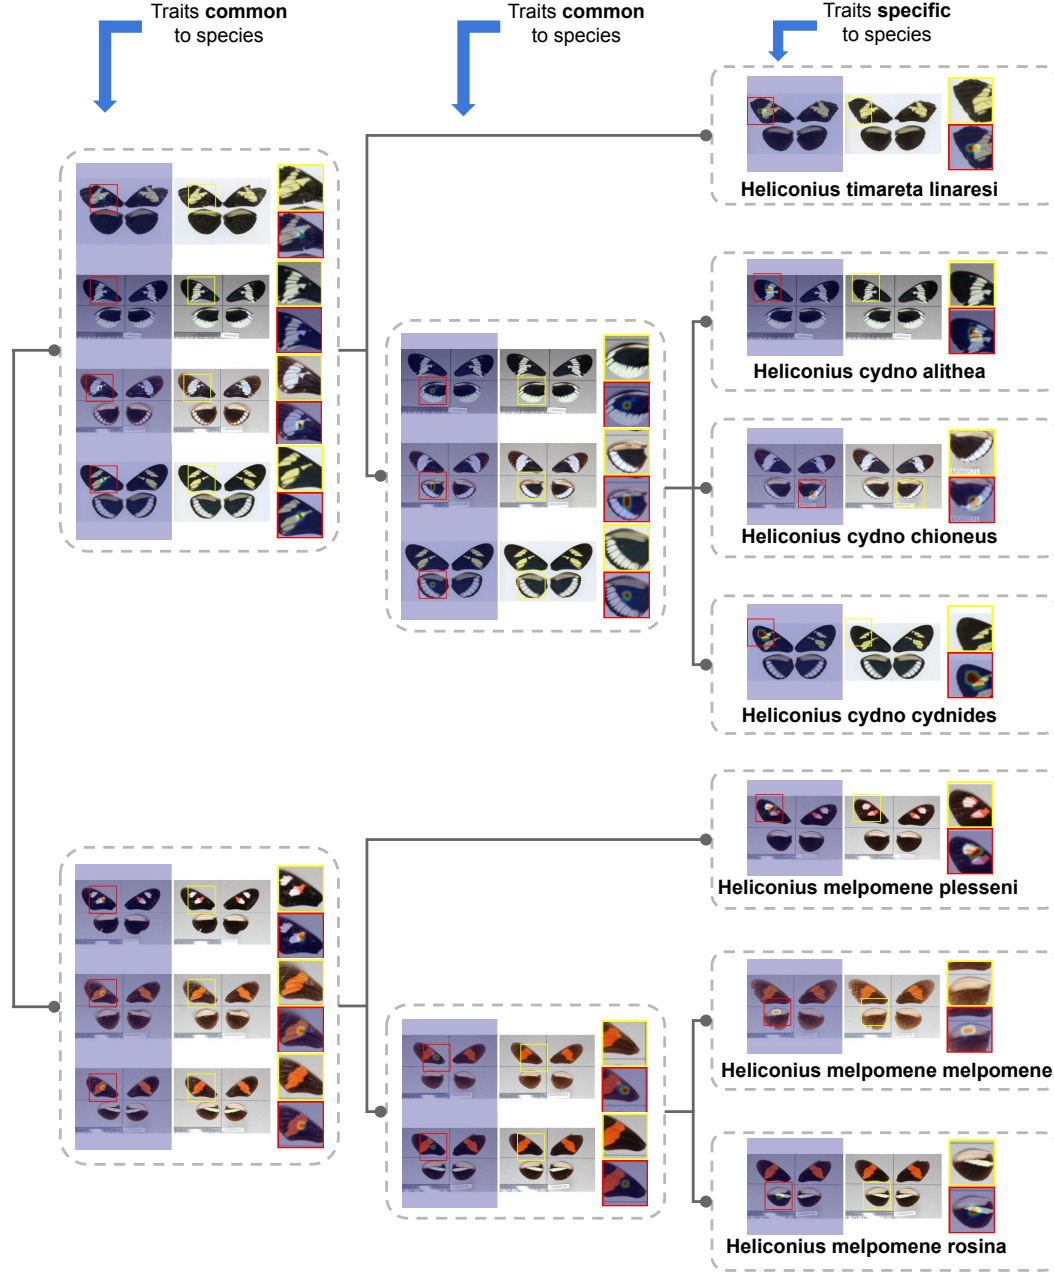 Traits common
to species
Traits common
to species
Traits specific
to species
Heliconius timareta linaresi
Heliconius cydno alithea
Heliconius cydno chioneus
Heliconius cydno cydnides
Heliconius melpomene plesseni
Heliconius melpomene melpomene
Heliconius melpomene rosina